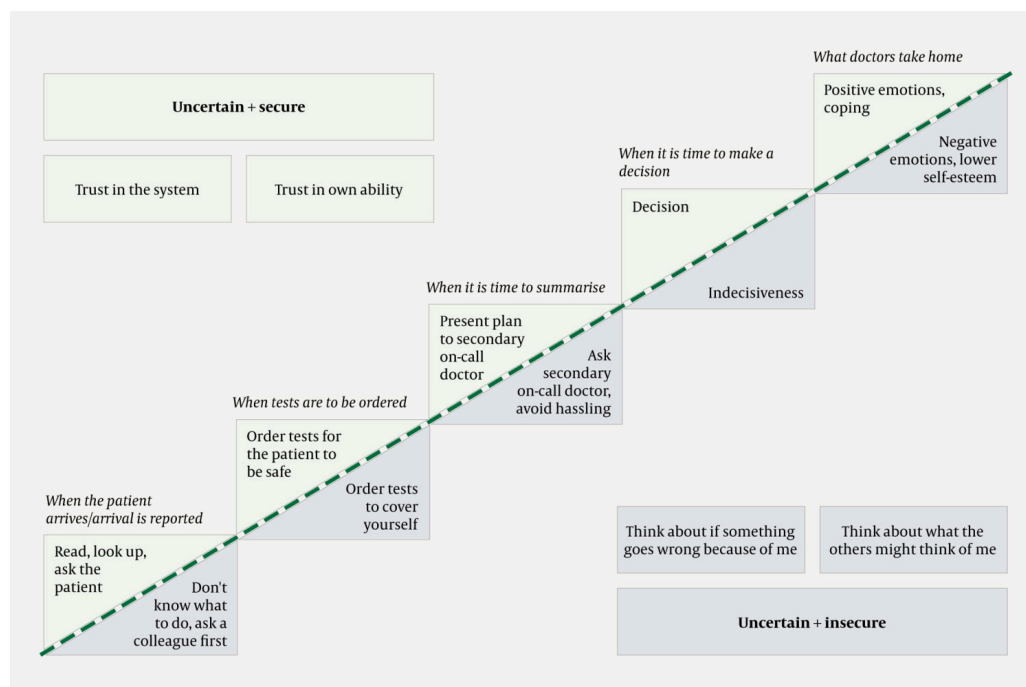 What doctors take home
Positive emotions,
coping
Negative
emotions, lower
self-esteem
Uncertain + secure
Trust in the system
Trust in own ability
When it is time to make a
decision
Decision
Indecisiveness
When it is time to summarise
Present plan
to secondary
on-call
doctor
Ask
secondary
on-call doctor,
avoid hassling
When tests are to be ordered
Order tests for
the patient to
be safe
Order tests
to cover
yourself
When the patient
arrives/arrival is reported
Read, look up,
ask the
patient
Don't
know what
to do, ask a
colleague first
Think about if something
goes wrong because of me
Think about what the
others might think of me
Uncertain + insecure